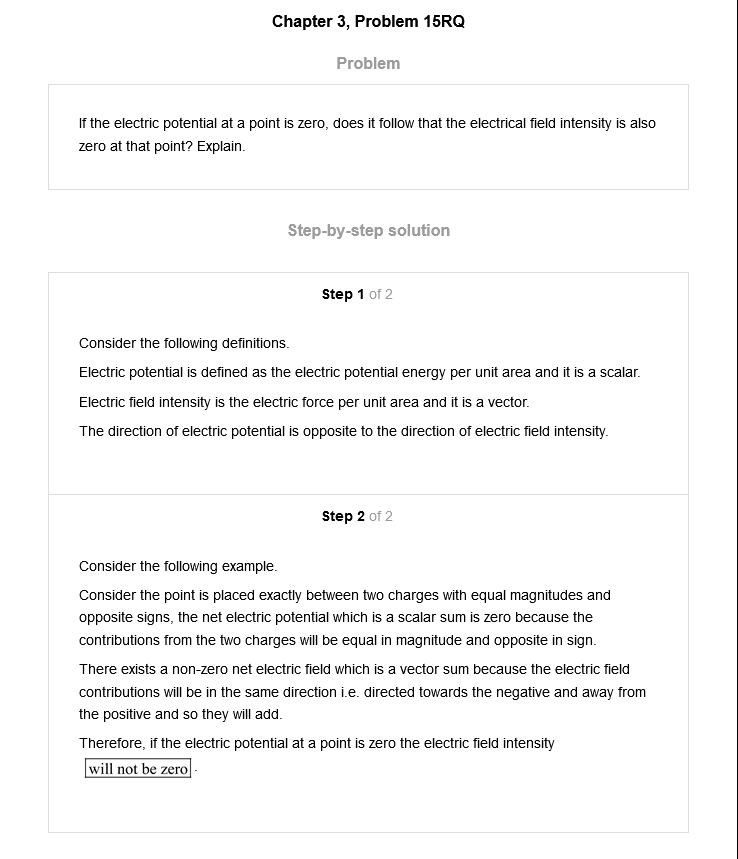 Chapter 3, Problem 15RQ
Problem
If the electric potential at a point is zero, does it follow that the electrical field intensity is also
zero at that point? Explain.
Step-by-step solution
Step 1 of 2
Consider the following definitions.
Electric potential is defined as the electric potential energy per unit area and it is a scalar.
Electric field intensity is the electric force per unit area and it is a vector.
The direction of electric potential is opposite to the direction of electric field intensity.
Step 2 of 2
Consider the following example.
Consider the point is placed exactly between two charges with equal magnitudes and
opposite signs, the net electric potential which is a scalar sum is zero because the
contributions from the two charges will be equal in magnitude and opposite in sign.
There exists a non-zero net electric field which is a vector sum because the electric field
contributions will be in the same direction i.e. directed towards the negative and away from
the positive and so they will add.
Therefore, if the electric potential at a point is zero the electric field intensity
will not be zero.